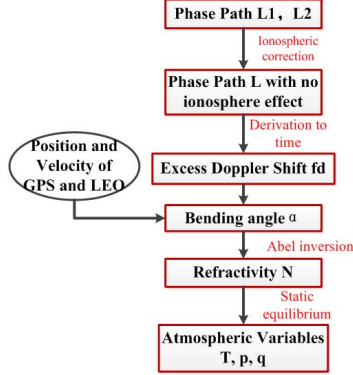 Phase Path L1， L2
Ionospheric
correction
Phase Path L with no
ionosphere effect
Derivation to
time
Position and
Velocity of
GPS and LEO
Excess Doppler Shift fd
Bending angle α
Abel inversion
Refractivity N
Static
equilibrium
Atmospheric Variables
T, p, q